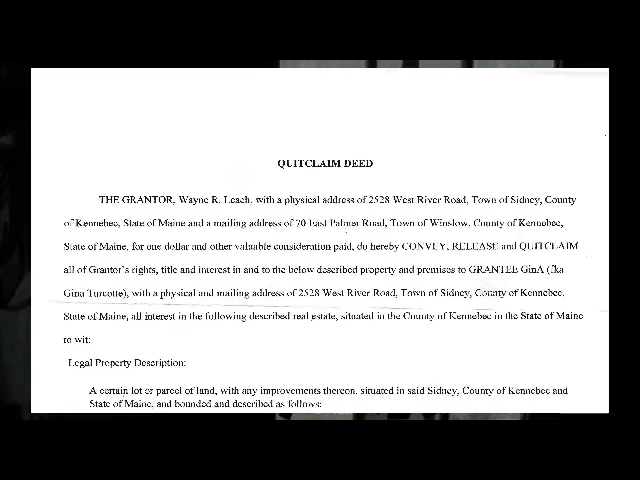 QUITCLAIM DEED
THE GRANTOR, Wayne R. Leach, with a physical address of 2528 West River Road, Town of Sidney, County
of Kennebec, State of Maine and a mailing address of 70 East Palmer Road, Town of Winslow, County of Kennebec,
State of Maine, for one dollar and other valuable consideration paid, do hereby CONVEY, RELEASE and QUITCLAIM
all of Grantor's rights, title and interest in and to the below described property and premises to GRANTEE GinA (fka
Gina Turcotte), with a physical and mailing address of 2528 West River Road, Town of Sidney, County of Kennebec,
State of Maine, all interest in the following described real estate, situated in the County of Kennebec in the State of Maine
to wit:
Legal Property Description:
A certain lot or parcel of land, with any improvements thereon, situated in said Sidney, County of Kennebec and
State of Maine, and bounded and described as follows: